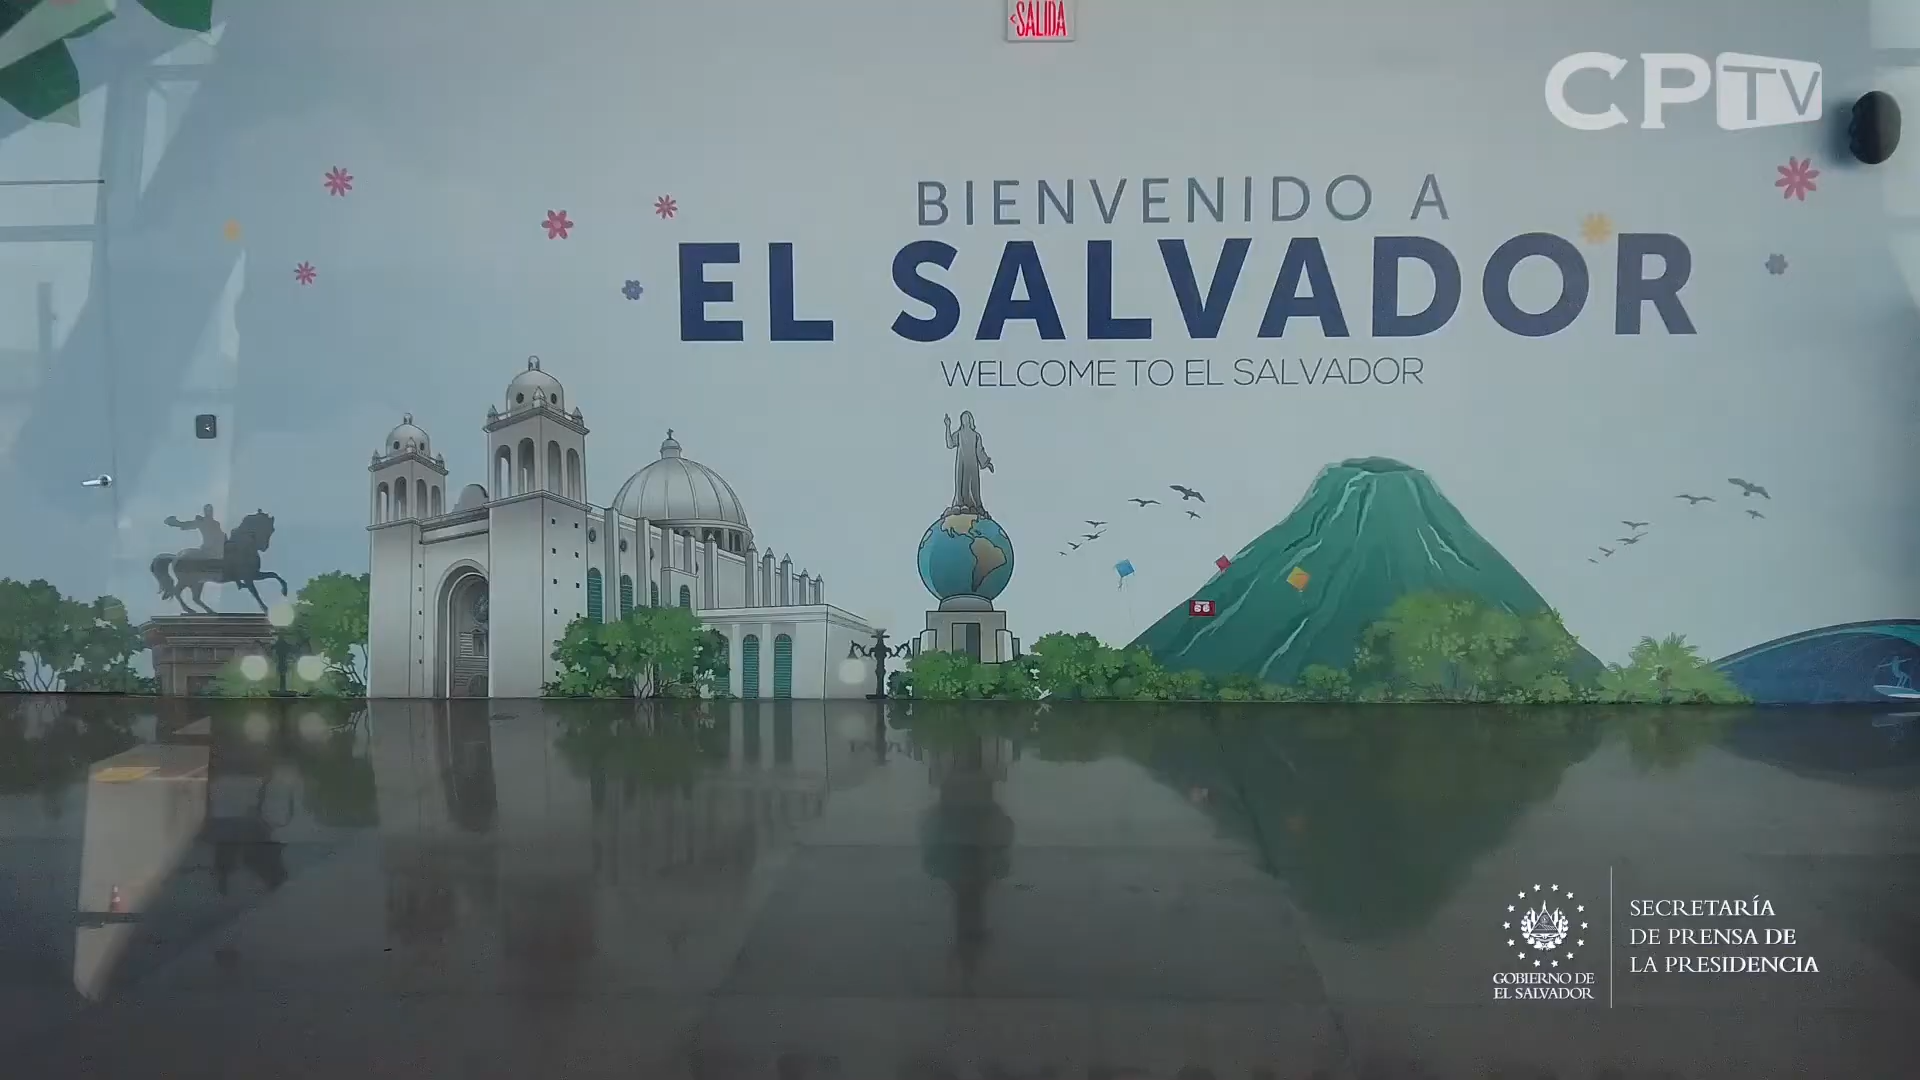 SALIDA
CPTV
BIENVENIDO A
EL SALVADOR
WELCOME TO EL SALVADOR
66
SECRETARÍA
DE PRENSA DE
LA PRESIDENCIA
GOBIERNO DE
EL SALVADOR